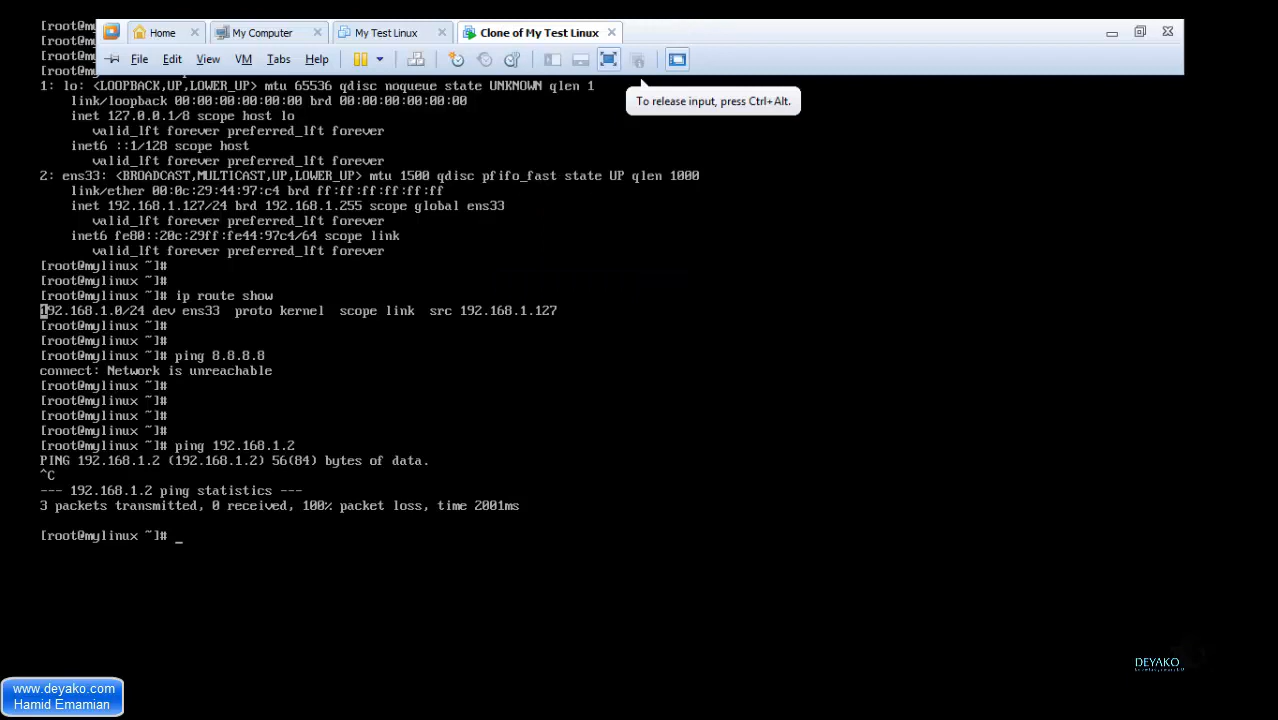 [root@my
Home × My Computer × My Test Linux × Clone of My Test Linux ×
[root@my
[root@my
File Edit View VM Tabs Help
[root@my
1: lo: <LOOPBACK,UP,LOWER_UP> mtu 65536 qdisc noqueue state UNKNOWN qlen 1
To release input, press Ctrl+Alt.
link/loopback 00:00:00:00:00:00 brd 00:00:00:00:00:00
inet 127.0.0.1/8 scope host lo
valid_lft forever preferred_lft forever
inet6 ::1/128 scope host
valid_lft forever preferred_lft forever
2: ens33: <BROADCAST,MULTICAST,UP,LOWER_UP> mtu 1500 qdisc pfifo_fast state UP qlen 1000
link/ether 00:0c:29:44:97:c4 brd ff:ff:ff:ff:ff:ff
inet 192.168.1.127/24 brd 192.168.1.255 scope global ens33
valid_lft forever preferred_lft forever
inet6 fe80::20c:29ff:fe44:97c4/64 scope link
valid_lft forever preferred_lft forever
[root@mylinux ~]#
[root@mylinux ~]#
[root@mylinux ~]# ip route show
192.168.1.0/24 dev ens33  proto kernel  scope link  src 192.168.1.127
[root@mylinux ~]#
[root@mylinux ~]#
[root@mylinux ~]# ping 8.8.8.8
connect: Network is unreachable
[root@mylinux ~]#
[root@mylinux ~]#
[root@mylinux ~]#
[root@mylinux ~]#
[root@mylinux ~]# ping 192.168.1.2
PING 192.168.1.2 (192.168.1.2) 56(84) bytes of data.
^C
--- 192.168.1.2 ping statistics ---
3 packets transmitted, 0 received, 100% packet loss, time 2001ms
[root@mylinux ~]# _
DEYAKO
www.deyako.com
Hamid Emamian